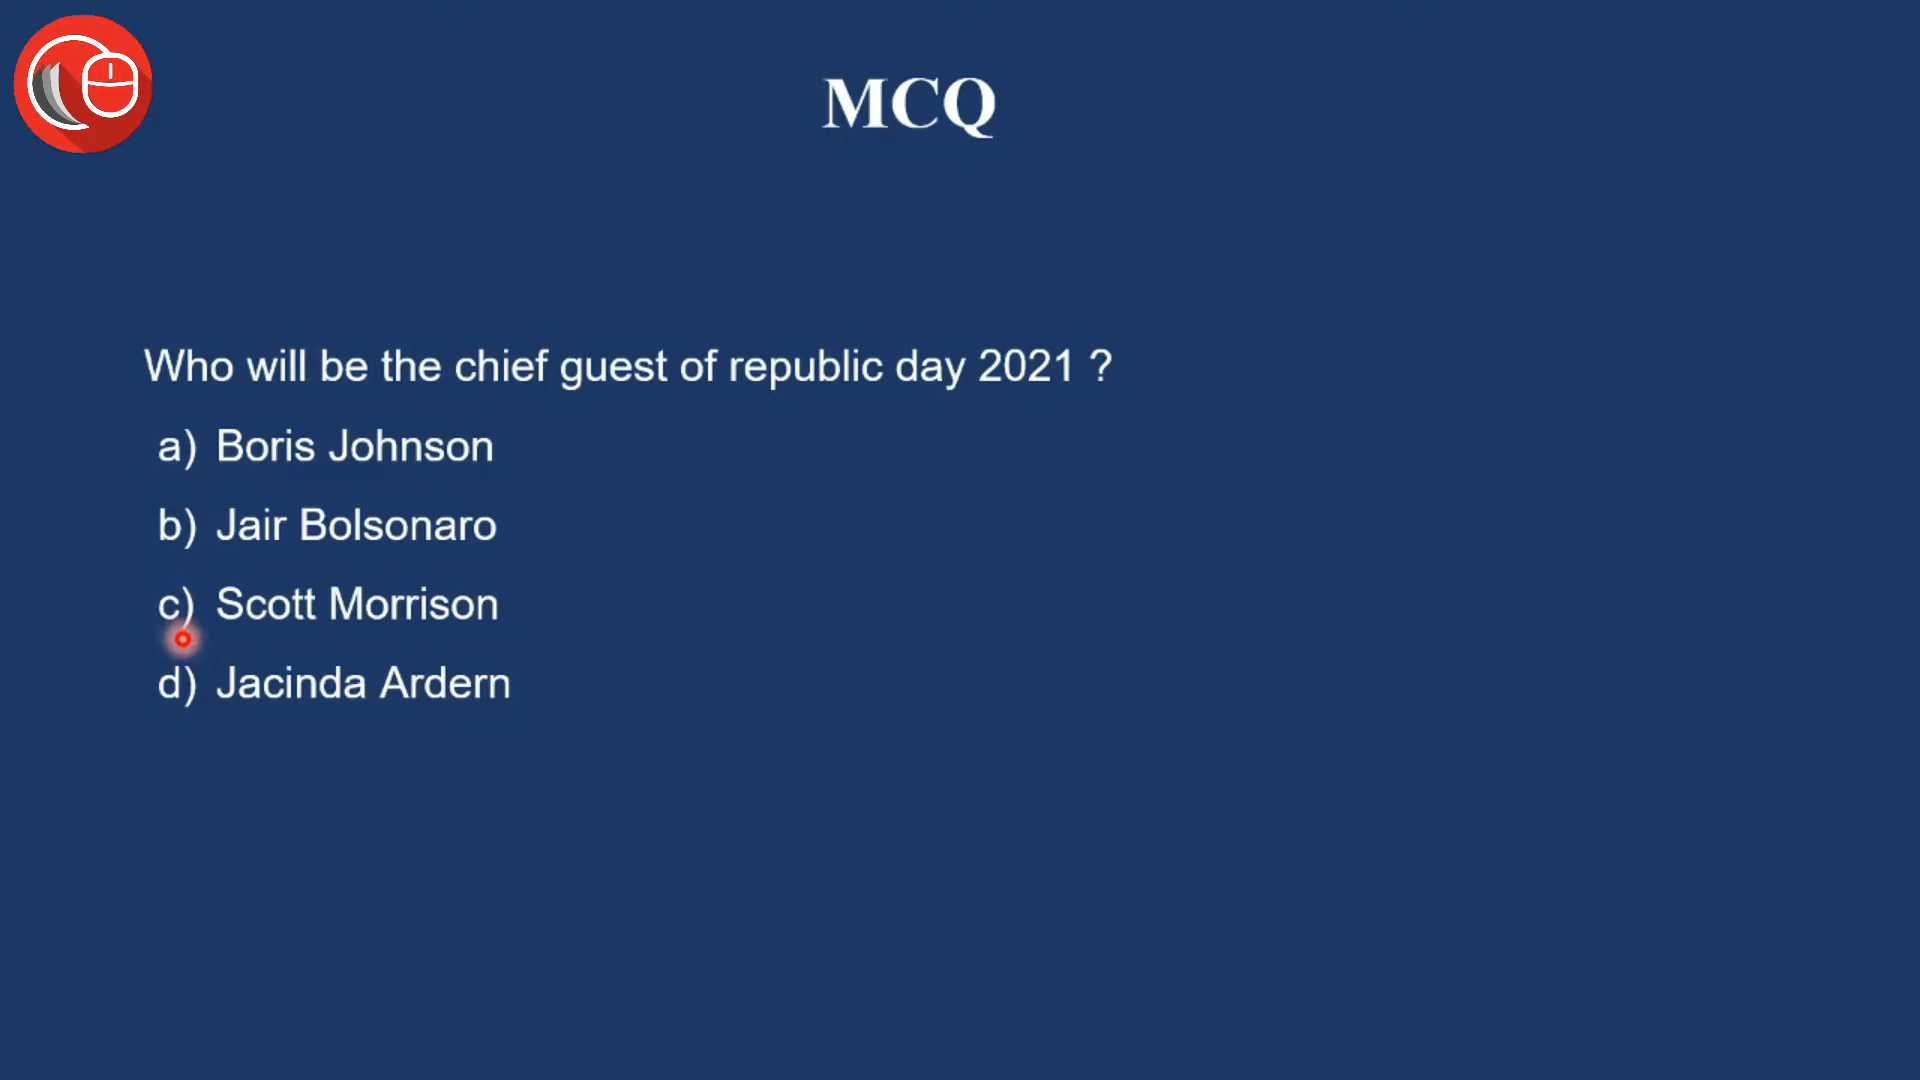 MCQ
Who will be the chief guest of republic day 2021 ?
a) Boris Johnson
b) Jair Bolsonaro
c) Scott Morrison
d) Jacinda Ardern